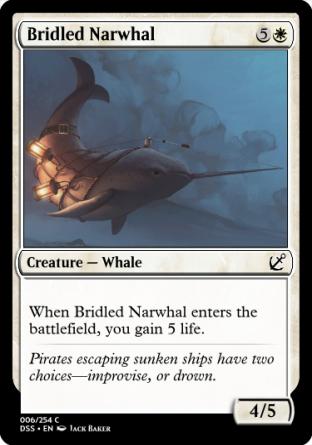 Bridled Narwhal 5
Creature — Whale
When Bridled Narwhal enters the
battlefield, you gain 5 life.
Pirates escaping sunken ships have two
choices—improvise, or drown.
4/5
006/254 C
DSS • EN Jack Baker